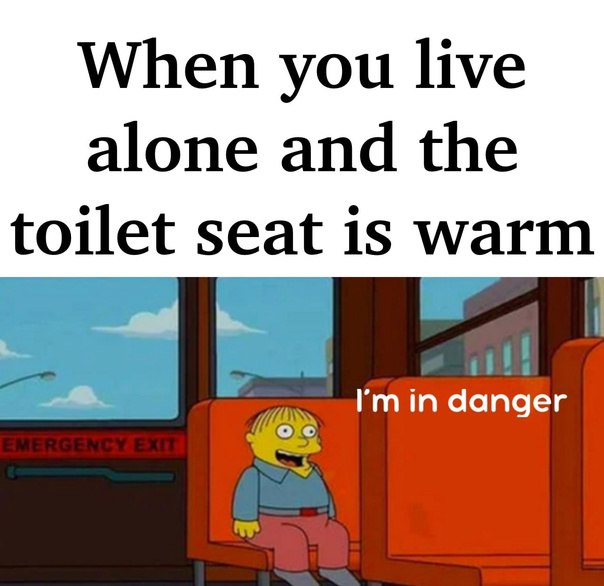 When you live
alone and the
toilet seat is warm
I'm in danger
EMERGENCY EXIT